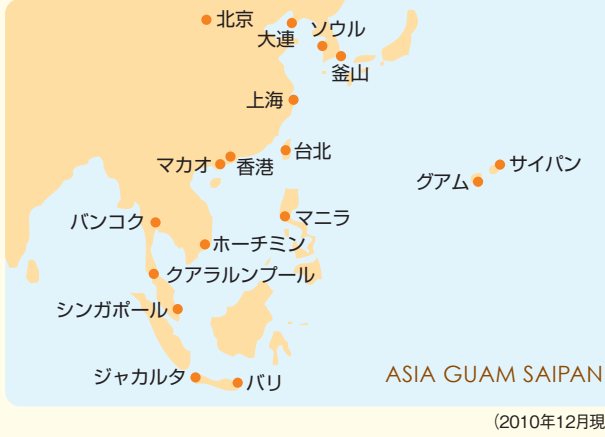 北京
大連
ソウル
釜山
上海
台北
マカオ
香港
サイパン
グアム
バンコク
マニラ
ホーチミン
クアラルンプール
シンガポール
ジャカルタ
バリ
ASIA GUAM SAIPAN
(2010年12月現